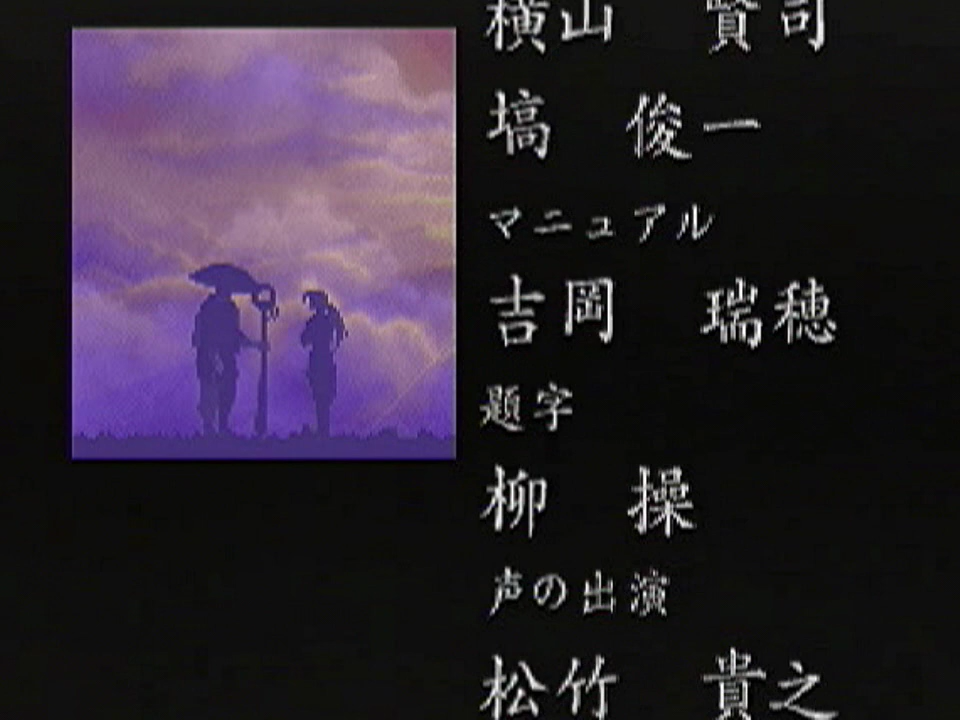 横山　賢司
塙　俊一
マニュアル
吉岡　瑞穂
題字
柳　操
声の出演
松竹　貴之